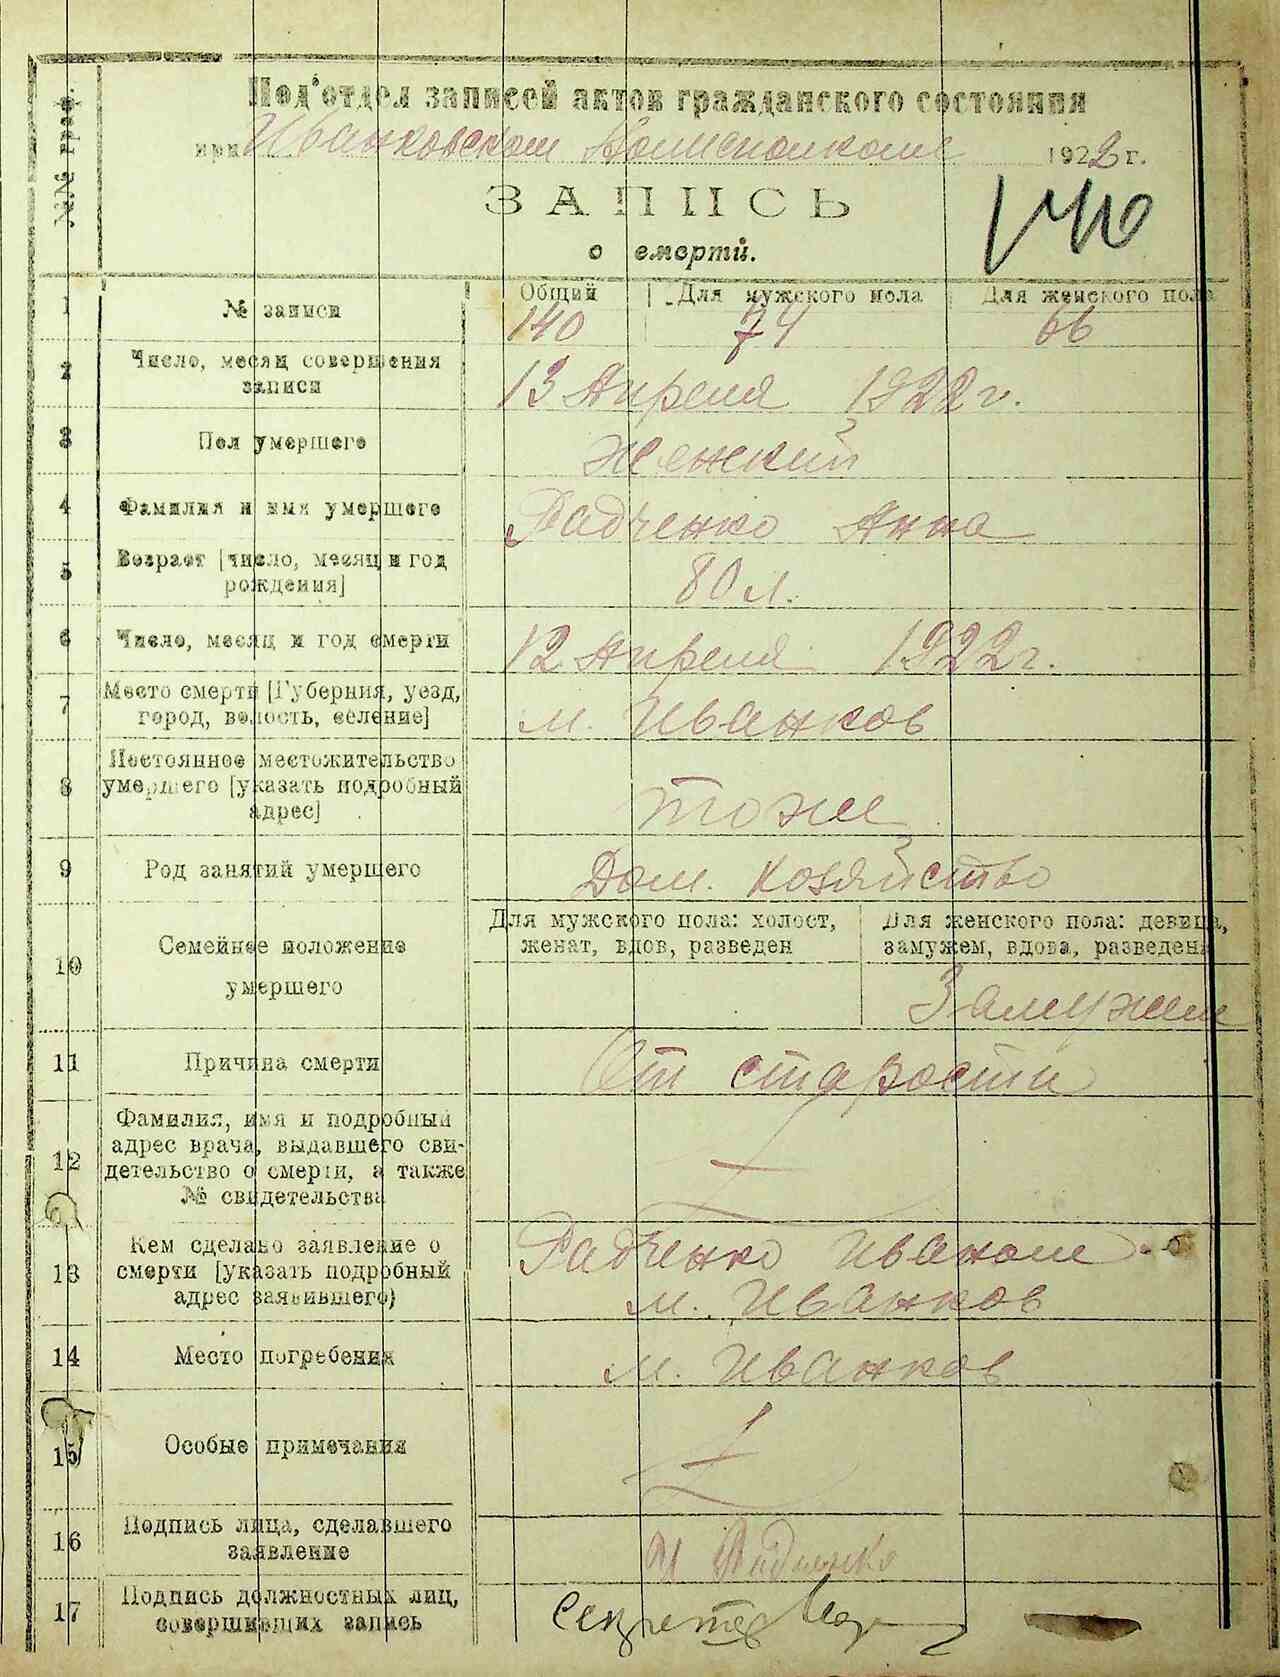 №№ граф.
Под'отдел записей актов гражданского состояния
при Иванковском Волисполкоме 1922 г.
ЗАПИСЬ
о смерти.
140
1 № записи Общий Для мужского пола Для женского пола
140 74 66
2 Число, месяц совершения
записи
13 Апреля 1922 г.
3 Пол умершего Женский
4 Фамилия и имя умершего Радченко Анна
5 Возраст [число, месяц и год
рождения]
80 л.
6 Число, месяц и год смерти 12 Апреля 1922 г.
7 Место смерти [Губерния, уезд,
город, волость, селение]
м. Иванков
8 Постоянное местожительство
умершего [указать подробный
адрес]
тоже
9 Род занятий умершего Дом. хозяйство
10 Семейное положение
умершего
Для мужского пола: холост,
женат, вдов, разведен
Для женского пола: девица,
замужем, вдова, разведена
Замужем
11 Причина смерти От старости
12 Фамилия, имя и подробный
адрес врача, выдавшего сви-
детельство о смерти, а также
№ свидетельства
13 Кем сделано заявление о
смерти [указать подробный
адрес заявившего)
Радченко Иваном
м. Иванков
14 Место погребения м. Иванков
15 Особые примечания
16 Подпись лица, сделавшего
заявление
И Радченко
17 Подпись должностных лиц,
совершивших запись
Секретар